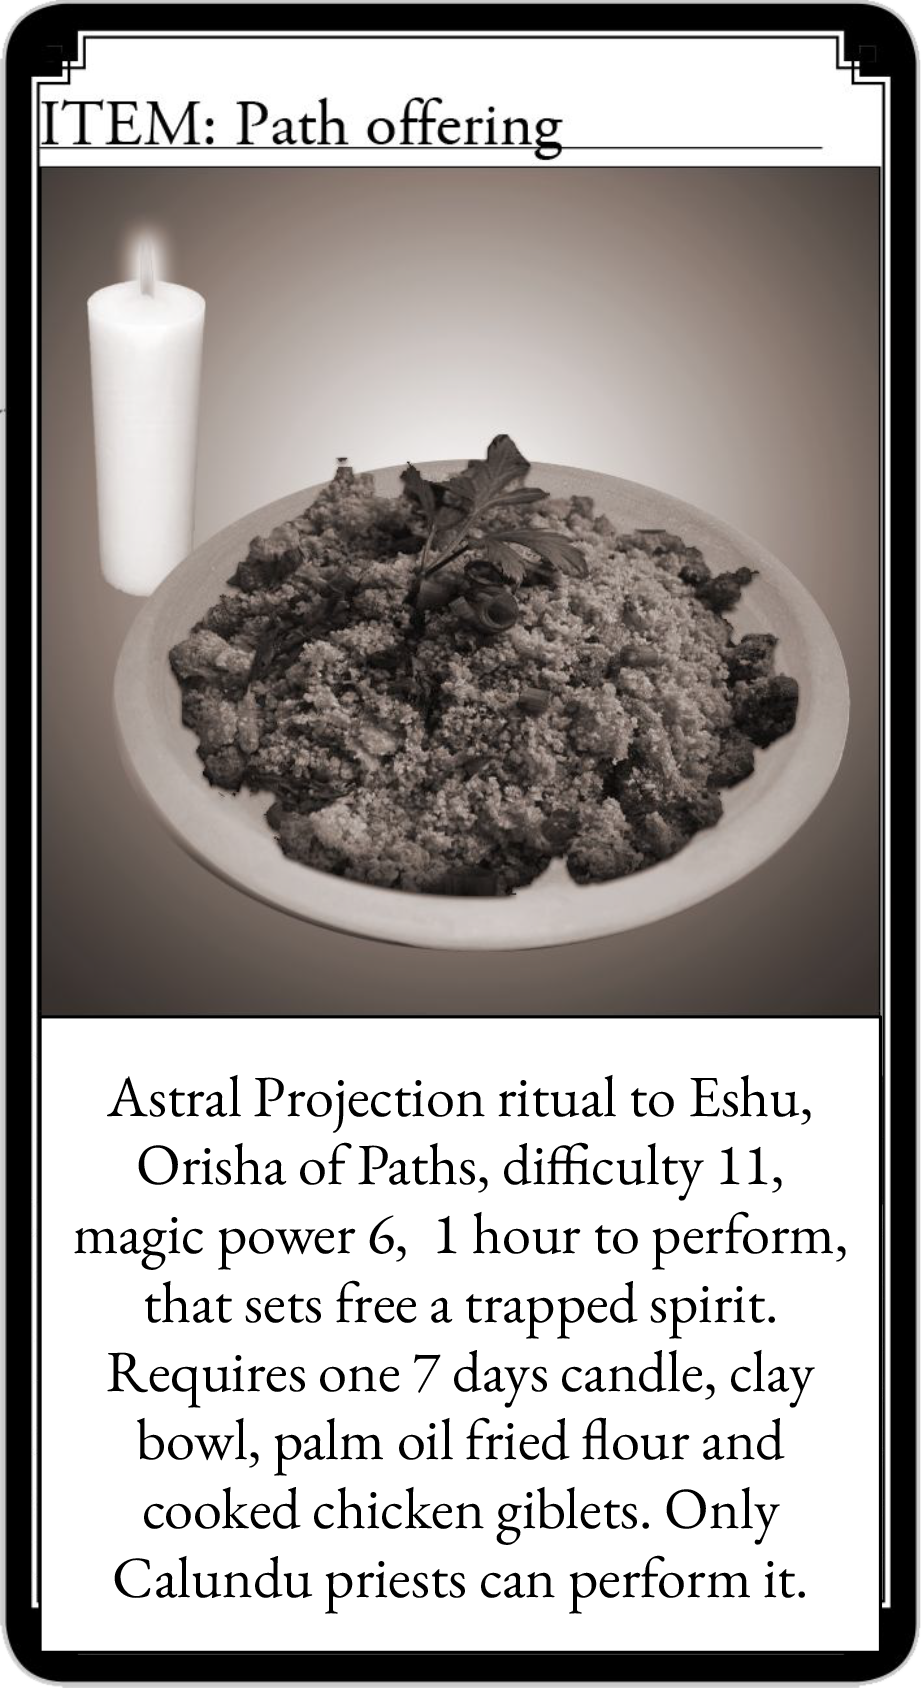 ITEM: Path offering
Astral Projection ritual to Eshu,
Orisha of Paths, difficulty 11,
magic power 6,  1 hour to perform,
that sets free a trapped spirit.
Requires one 7 days candle, clay
bowl, palm oil fried flour and
cooked chicken giblets. Only
Calundu priests can perform it.